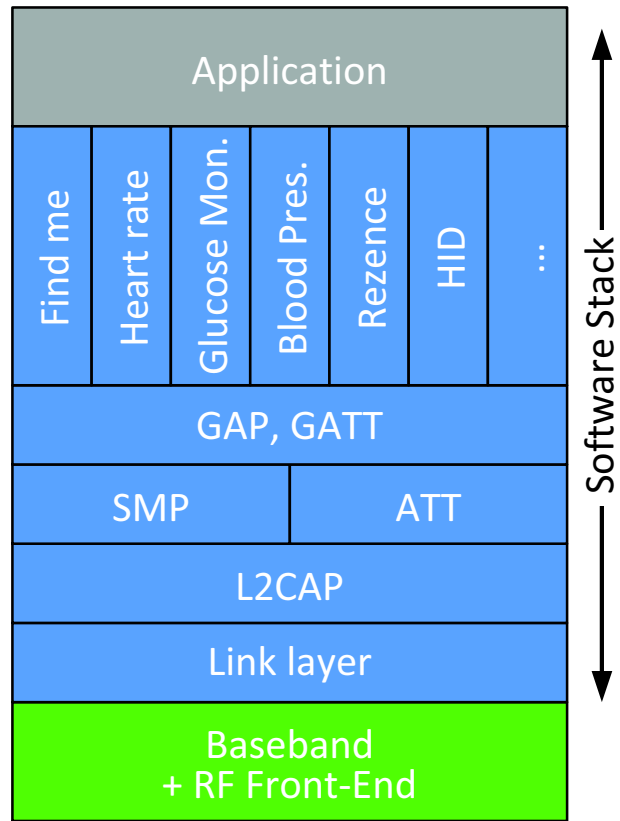 Application
Find me
Heart rate
Glucose Mon.
Blood Pres.
Rezence
HID
...
GAP, GATT
SMP
ATT
L2CAP
Link layer
Baseband
+ RF Front-End
Software Stack